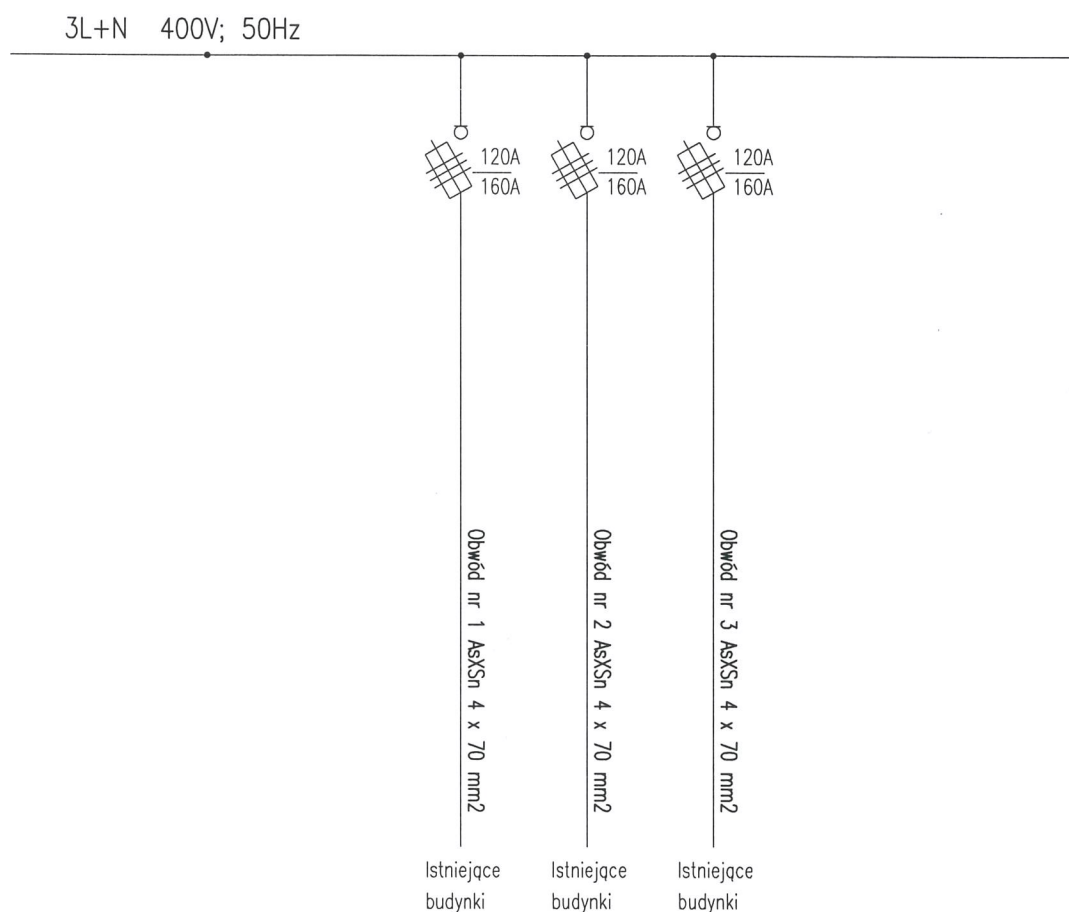 3L+N 400V; 50Hz
120A
160A
120A
160A
120A
160A
Obwód nr 1 AsXSn 4 x 70 mm2
Obwód nr 2 AsXSn 4 x 70 mm2
Obwód nr 3 AsXSn 4 x 70 mm2
Istniejące
budynki
Istniejące
budynki
Istniejące
budynki